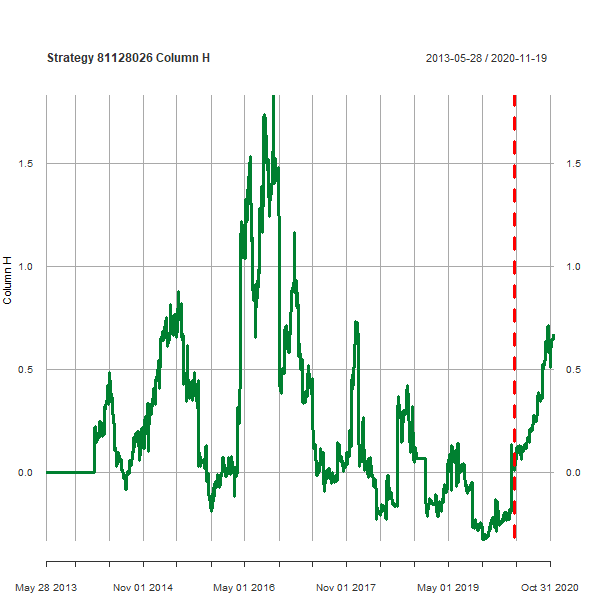 Strategy 81128026 Column H
2013-05-28 / 2020-11-19
Column H
1.5
1.5
1.0
1.0
0.5
0.5
0.0
0.0
May 28 2013
Nov 01 2014
May 01 2016
Nov 01 2017
May 01 2019
Oct 31 2020